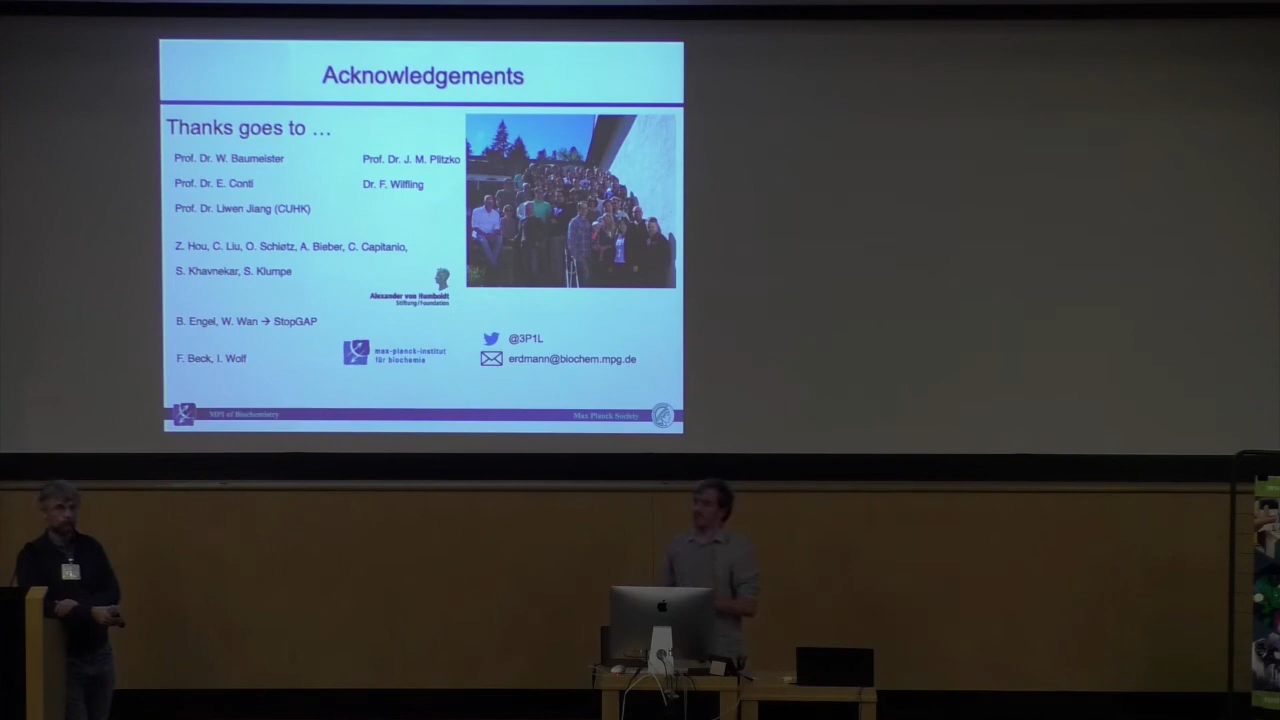 Acknowledgements
Thanks goes to …
Prof. Dr. W. Baumeister
Prof. Dr. J. M. Plitzko
Prof. Dr. E. Conti
Dr. F. Wilfling
Prof. Dr. Liwen Jiang (CUHK)
Z. Hou, C. Liu, O. Schiøtz, A. Bieber, C. Capitanio,
S. Khavnekar, S. Klumpe
Alexander von Humboldt
Stiftung/Foundation
B. Engel, W. Wan → StopGAP
@3P1L
F. Beck, I. Wolf
max-planck-institut
für biochemie
erdmann@biochem.mpg.de
MPI of Biochemistry
Max Planck Society